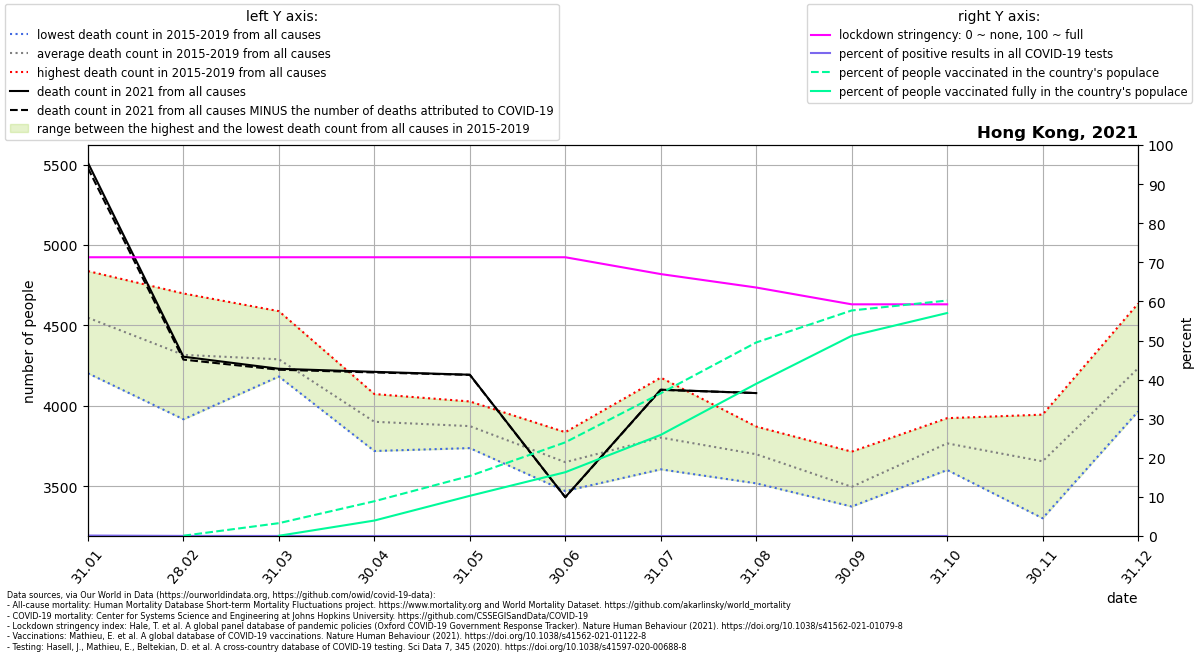 left Y axis:
lowest death count in 2015-2019 from all causes
average death count in 2015-2019 from all causes
highest death count in 2015-2019 from all causes
death count in 2021 from all causes
death count in 2021 from all causes MINUS the number of deaths attributed to COVID-19
range between the highest and the lowest death count from all causes in 2015-2019
right Y axis:
lockdown stringency: 0 ~ none, 100 ~ full
percent of positive results in all COVID-19 tests
percent of people vaccinated in the country's populace
percent of people vaccinated fully in the country's populace
Hong Kong, 2021
number of people
5500
5000
4500
4000
3500
100
90
80
70
60
50
40
30
20
10
0
percent
31.01
28.02
31.03
30.04
31.05
30.06
31.07
31.08
30.09
31.10
30.11
31.12
date
Data sources, via Our World in Data (https://ourworldindata.org, https://github.com/owid/covid-19-data):
- All-cause mortality: Human Mortality Database Short-term Mortality Fluctuations project. https://www.mortality.org and World Mortality Dataset. https://github.com/akarlinsky/world_mortality
- COVID-19 mortality: Center for Systems Science and Engineering at Johns Hopkins University. https://github.com/CSSEGISandData/COVID-19
- Lockdown stringency index: Hale, T. et al. A global panel database of pandemic policies (Oxford COVID-19 Government Response Tracker). Nature Human Behaviour (2021). https://doi.org/10.1038/s41562-021-01079-8
- Vaccinations: Mathieu, E. et al. A global database of COVID-19 vaccinations. Nature Human Behaviour (2021). https://doi.org/10.1038/s41562-021-01122-8
- Testing: Hasell, J., Mathieu, E., Beltekian, D. et al. A cross-country database of COVID-19 testing. Sci Data 7, 345 (2020). https://doi.org/10.1038/s41597-020-00688-8